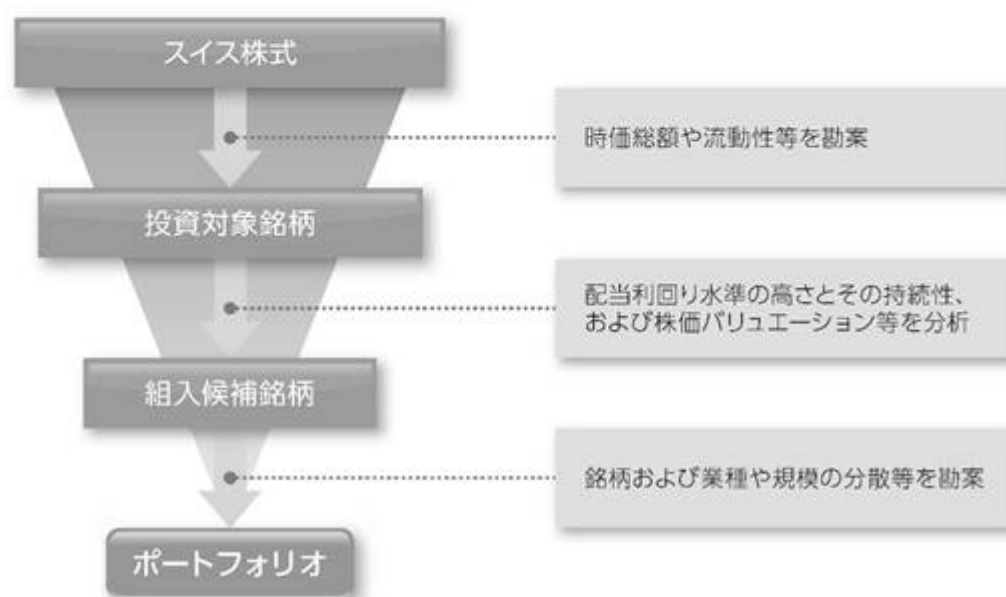 スイス株式
時価総額や流動性等を勘案
投資対象銘柄
配当利回り水準の高さとその持続性、
および株価バリュエーション等を分析
組入候補銘柄
銘柄および業種や規模の分散等を勘案
ポートフォリオ